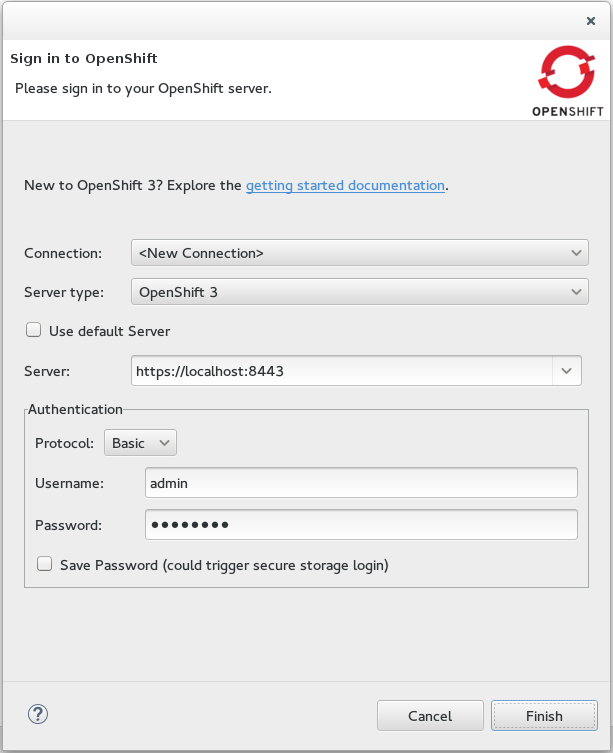 Sign in to OpenShift
Please sign in to your OpenShift server.
OPENSHIFT
New to OpenShift 3? Explore the getting started documentation.
Connection: <New Connection>
Server type: OpenShift 3
Use default Server
Server: https://localhost:8443
Authentication
Protocol: Basic
Username: admin
Password: ●●●●●●●●
Save Password (could trigger secure storage login)
? Cancel Finish